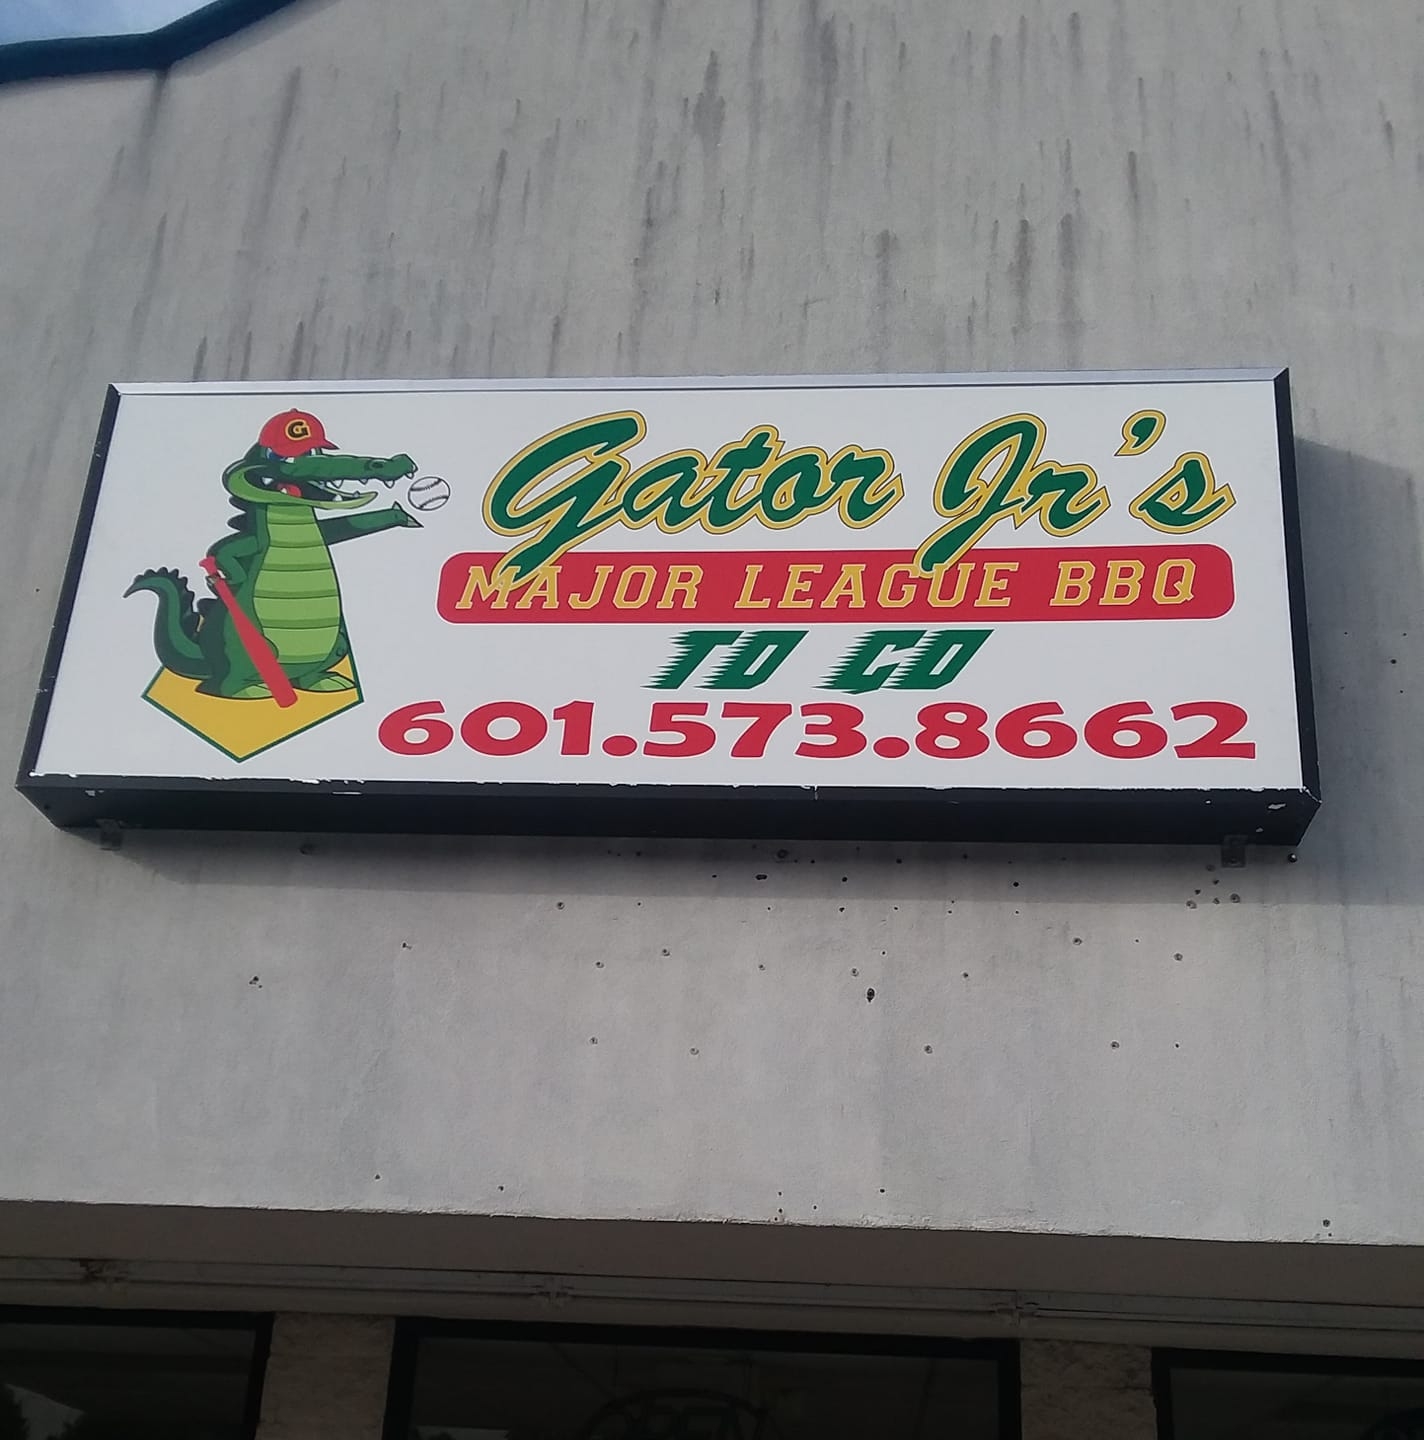 G
Gator Jr's
MAJOR LEAGUE BBQ
TO GO
601.573.8662